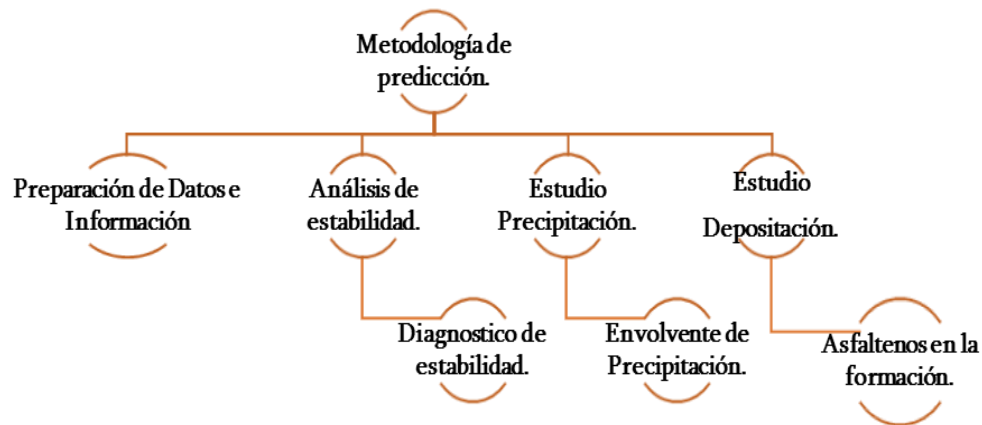 Metodología de
predicción.
Preparación de Datos e
Información
Análisis de
estabilidad.
Estudio
Precipitación.
Estudio
Depositación.
Diagnostico de
estabilidad.
Envolvente de
Precipitación.
Asfaltenos en la
formación.